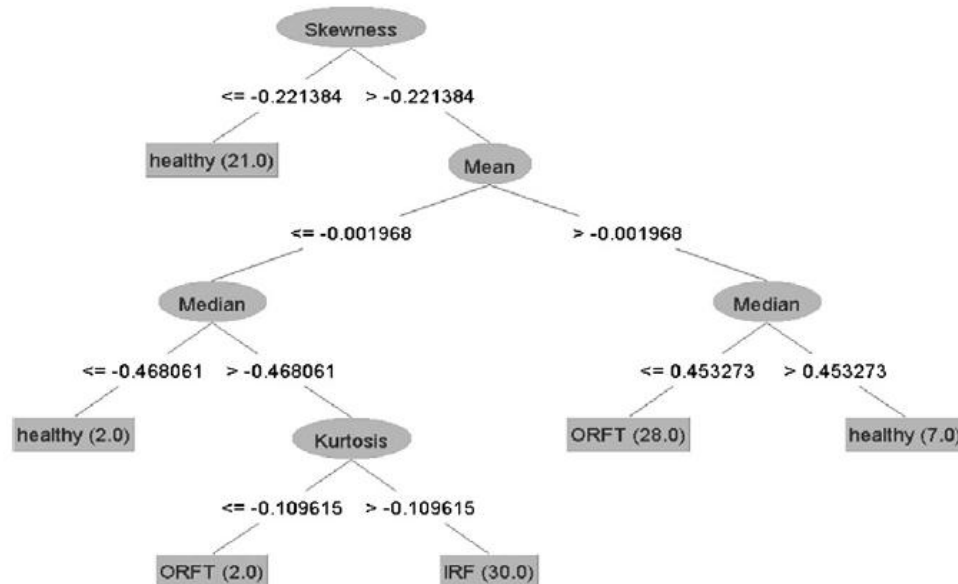 Skewness
<= -0.221384 > -0.221384
healthy (21.0)
Mean
<= -0.001968 > -0.001968
Median
Median
<= -0.468061 > -0.468061
<= 0.453273 > 0.453273
healthy (2.0)
Kurtosis
ORFT (28.0)
healthy (7.0)
<= -0.109615 > -0.109615
ORFT (2.0)
IRF (30.0)